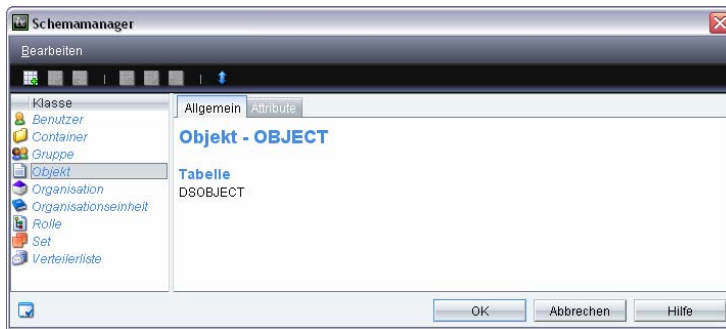 Schemamanager
Bearbeiten
Klasse
Benutzer
Container
Gruppe
Objekt
Organisation
Organisationseinheit
Rolle
Set
Verteilerliste
Allgemein Attribute
Objekt - OBJECT
Tabelle
DSOBJECT
OK Abbrechen Hilfe